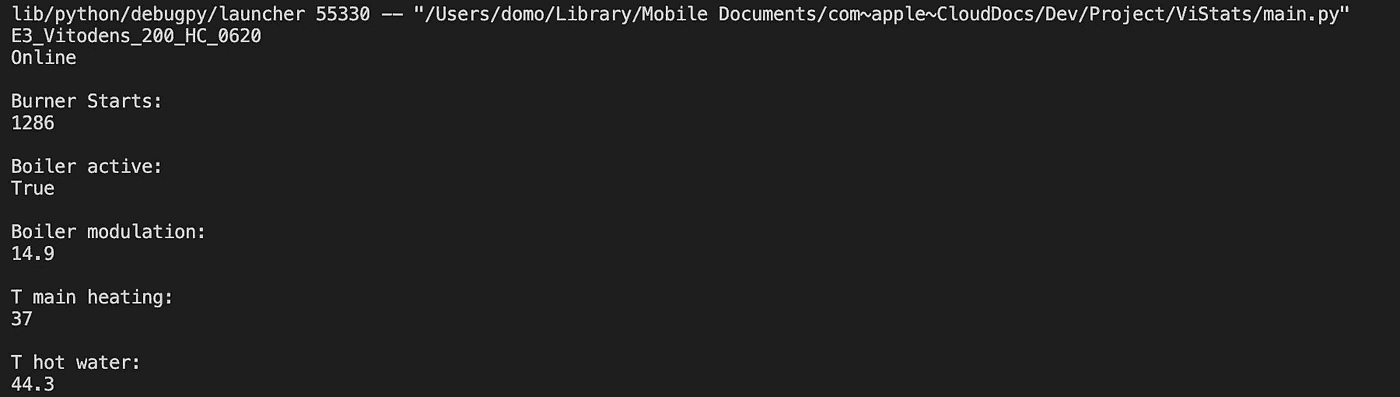 lib/python/debugpy/launcher 55330 -- "/Users/domo/Library/Mobile Documents/com~apple~CloudDocs/Dev/Project/ViStats/main.py"
E3_Vitodens_200_HC_0620
Online
Burner Starts:
1286
Boiler active:
True
Boiler modulation:
14.9
T main heating:
37
T hot water:
44.3